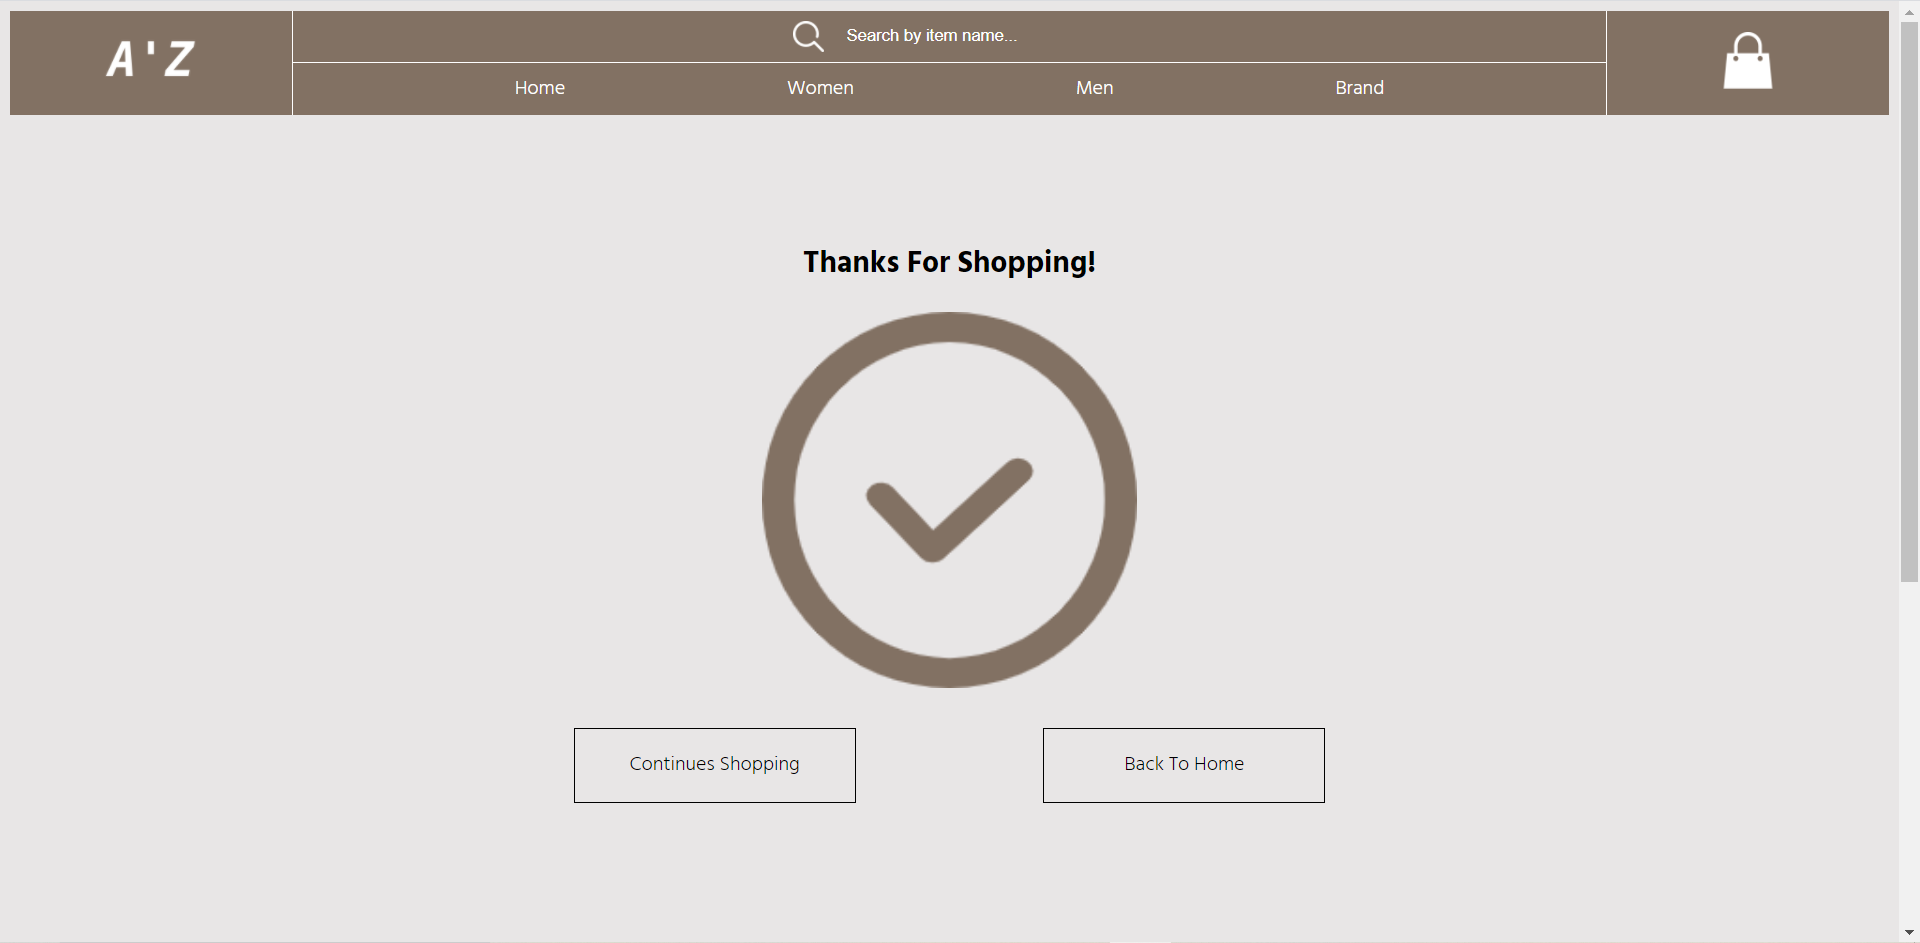 A'Z
Search by item name...
Home Women Men Brand
Thanks For Shopping!
Continues Shopping
Back To Home